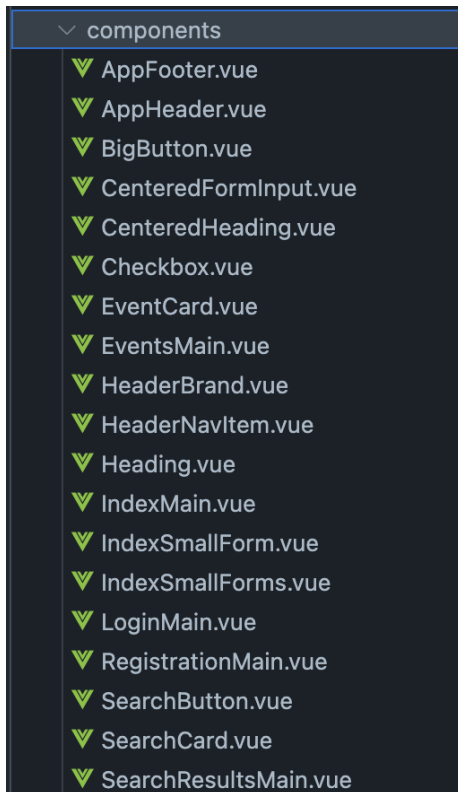 components
AppFooter.vue
AppHeader.vue
BigButton.vue
CenteredFormInput.vue
CenteredHeading.vue
Checkbox.vue
EventCard.vue
EventsMain.vue
HeaderBrand.vue
HeaderNavItem.vue
Heading.vue
IndexMain.vue
IndexSmallForm.vue
IndexSmallForms.vue
LoginMain.vue
RegistrationMain.vue
SearchButton.vue
SearchCard.vue
SearchResultsMain.vue